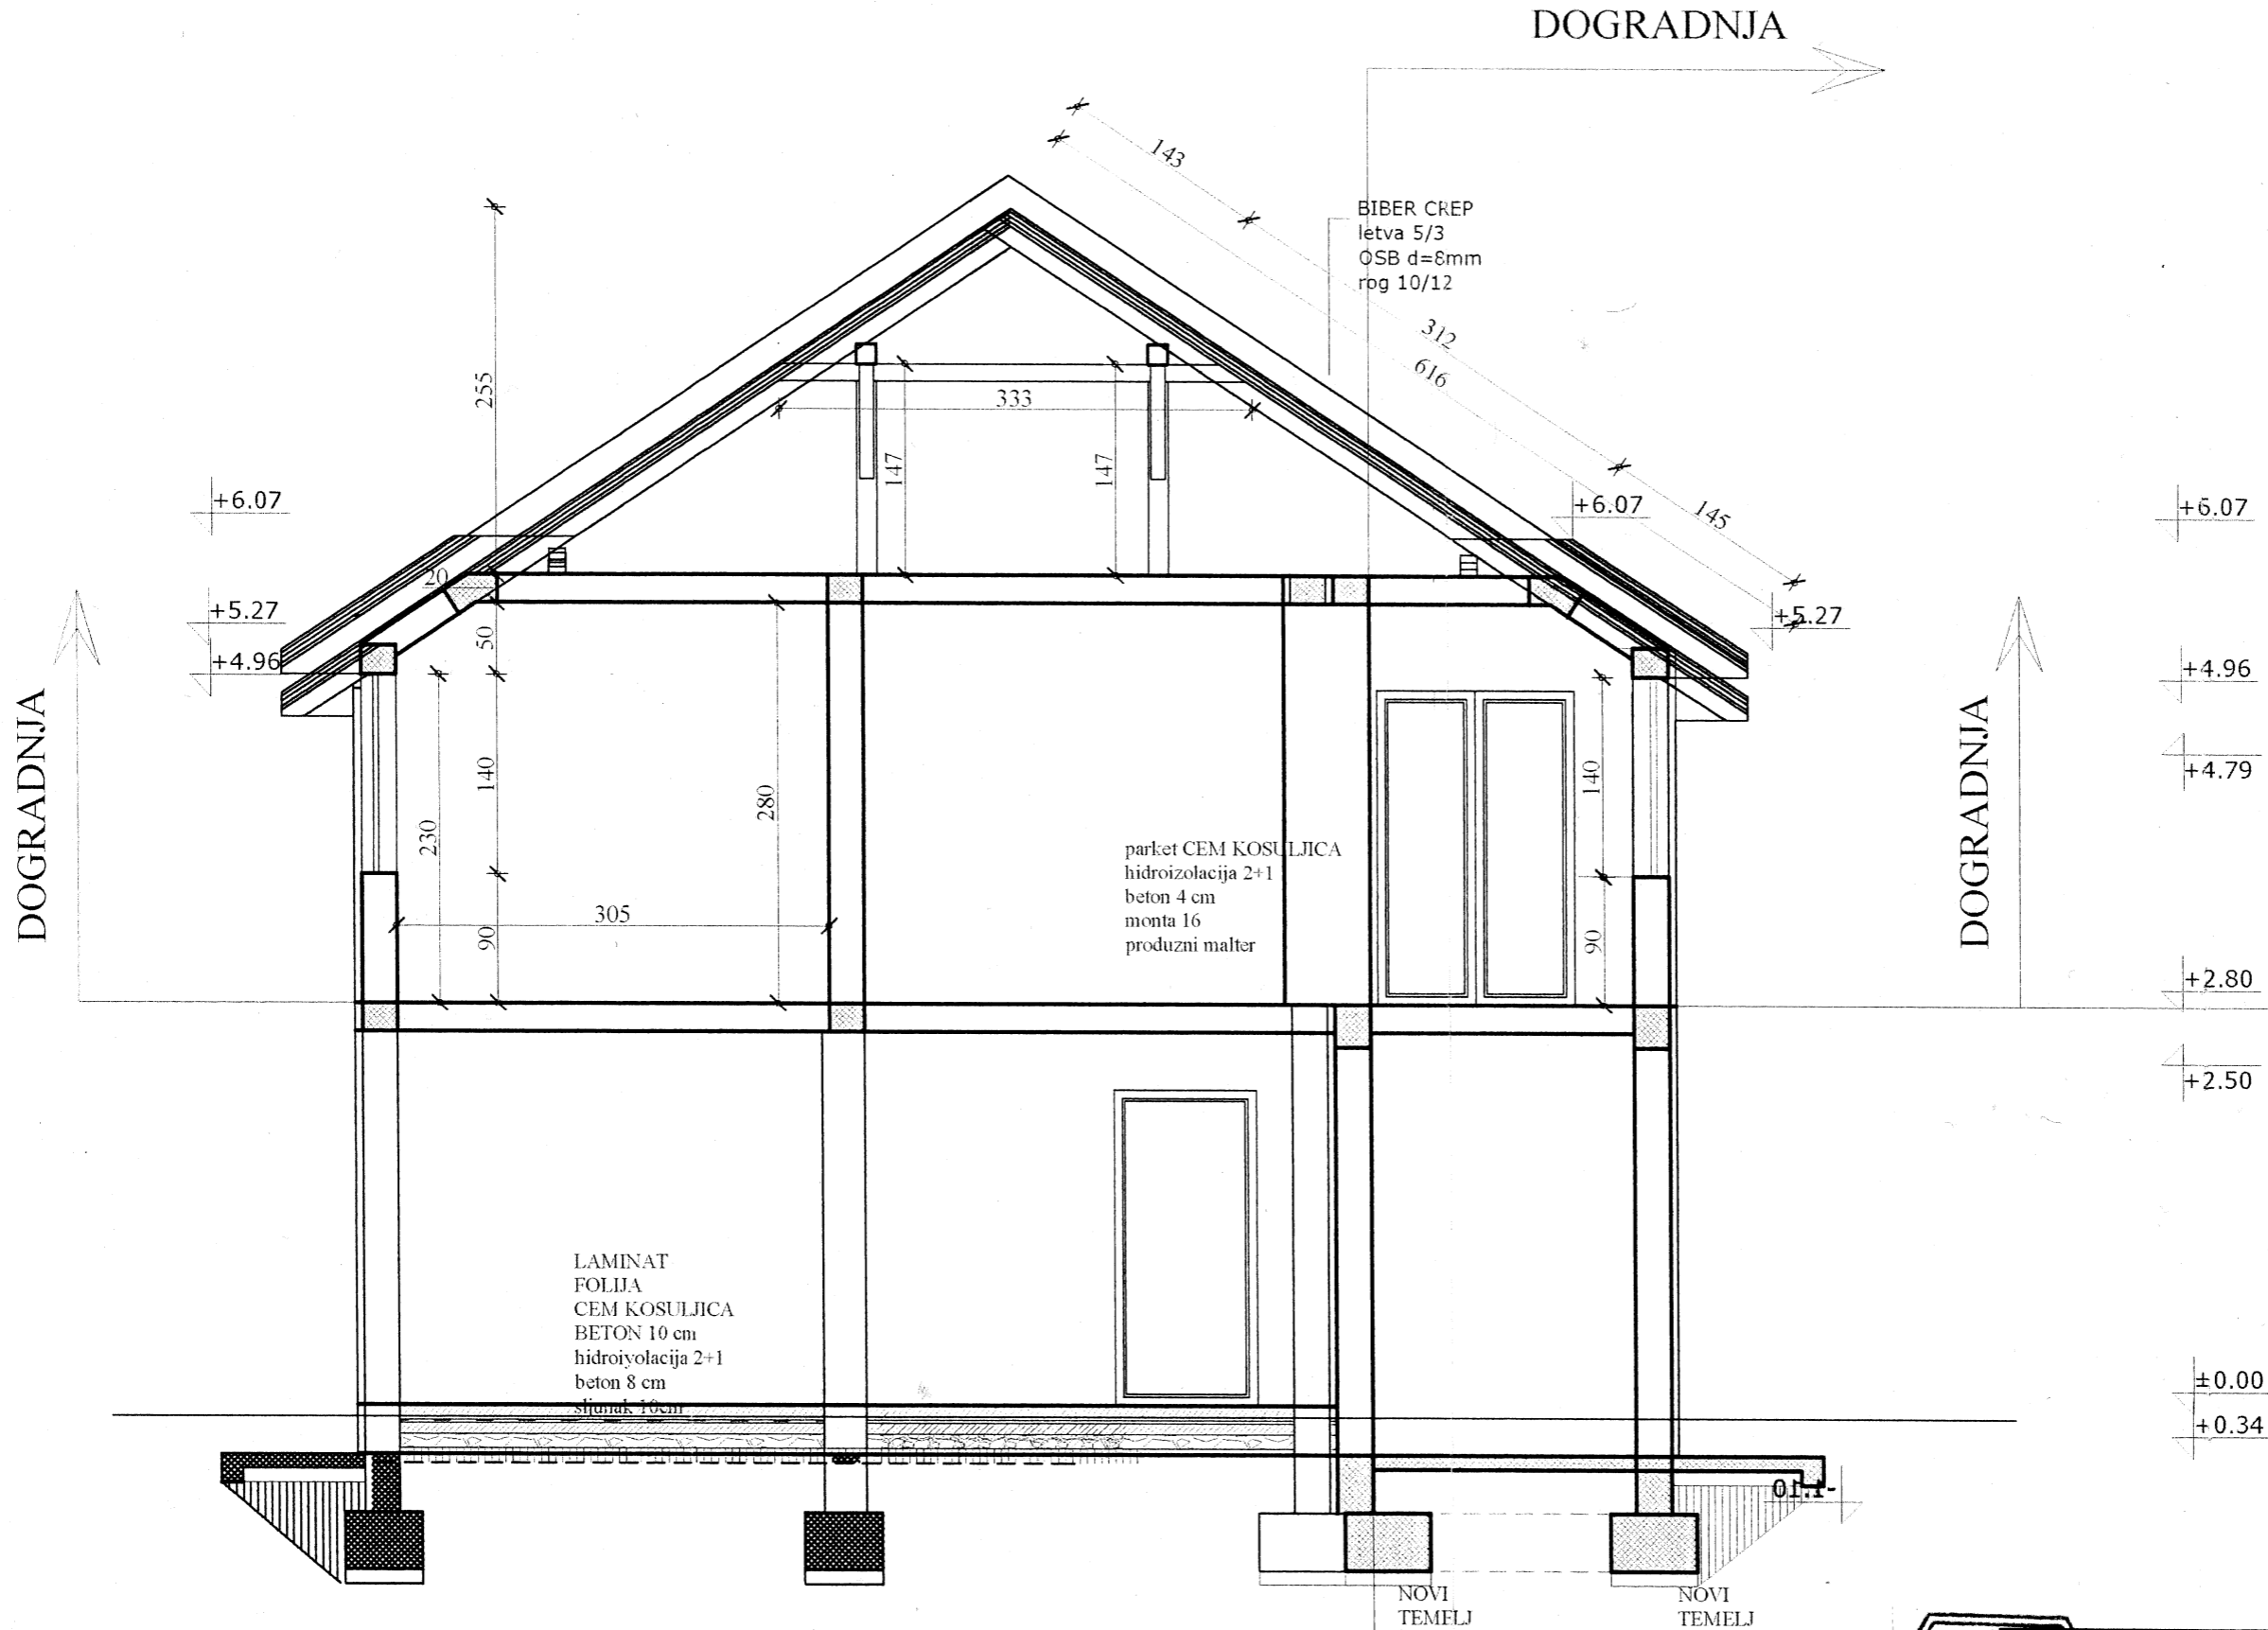 DOGRADNJA
143
BIBER CREP
letva 5/3
OSB d=8mm
rog 10/12
312
616
255
333
147
147
145
+6.07
+6.07
+6.07
20
+5.27
+5.27
50
+4.96
+4.96
DOGRADNJA
DOGRADNJA
+4.79
140
140
280
230
parket CEM KOSULJICA
hidroizolacija 2+1
beton 4 cm
monta 16
produzni malter
305
90
90
+2.80
+2.50
LAMINAT
FOLIJA
CEM KOSULJICA
BETON 10 cm
hidroiyolacija 2+1
beton 8 cm
sljunak 10cm
±0.00
+0.34
NOVI
TEMELJ
NOVI
TEMELJ